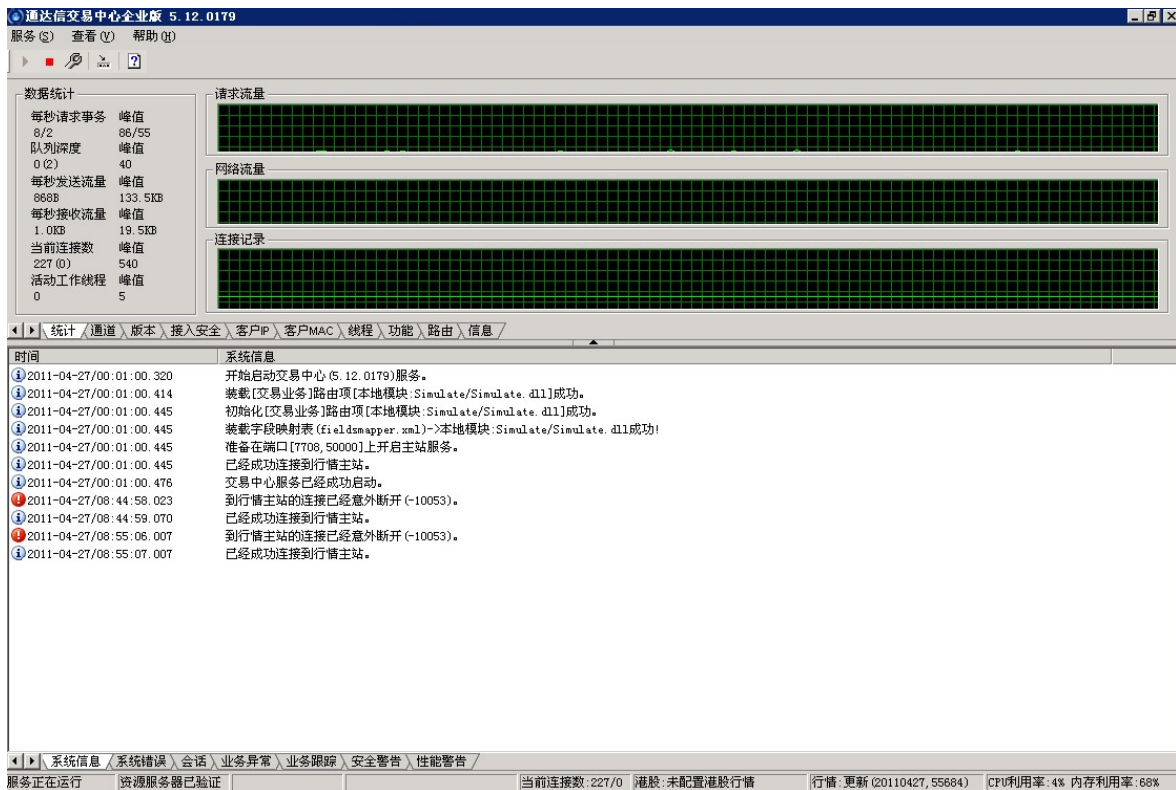 通达信交易中心企业版 5.12.0179
服务(S) 查看(V) 帮助(H)
数据统计
每秒请求事务 峰值
8/2 86/55
队列深度 峰值
0(2) 40
每秒发送流量 峰值
868B 133.5KB
每秒接收流量 峰值
1.0KB 19.5KB
当前连接数 峰值
227(0) 540
活动工作线程 峰值
0 5
请求流量
网络流量
连接记录
统计 通道 版本 接入安全 客户IP 客户MAC 线程 功能 路由 信息
时间 系统信息
2011-04-27/00:01:00.320 开始启动交易中心(5.12.0179)服务。
2011-04-27/00:01:00.414 装载[交易业务]路由项[本地模块:Simulate/Simulate.dll]成功。
2011-04-27/00:01:00.445 初始化[交易业务]路由项[本地模块:Simulate/Simulate.dll]成功。
2011-04-27/00:01:00.445 装载字段映射表(fieldsmapper.xml)->本地模块:Simulate/Simulate.dll成功!
2011-04-27/00:01:00.445 准备在端口[7708,50000]上开启主站服务。
2011-04-27/00:01:00.445 已经成功连接到行情主站。
2011-04-27/00:01:00.476 交易中心服务已经成功启动。
2011-04-27/08:44:58.023 到行情主站的连接已经意外断开(-10053)。
2011-04-27/08:44:59.070 已经成功连接到行情主站。
2011-04-27/08:55:06.007 到行情主站的连接已经意外断开(-10053)。
2011-04-27/08:55:07.007 已经成功连接到行情主站。
系统信息 系统错误 会话 业务异常 业务跟踪 安全警告 性能警告
服务正在运行 资源服务器已验证 当前连接数:227/0 港股:未配置港股行情 行情:更新(20110427,55684) CPU利用率:4% 内存利用率:68%